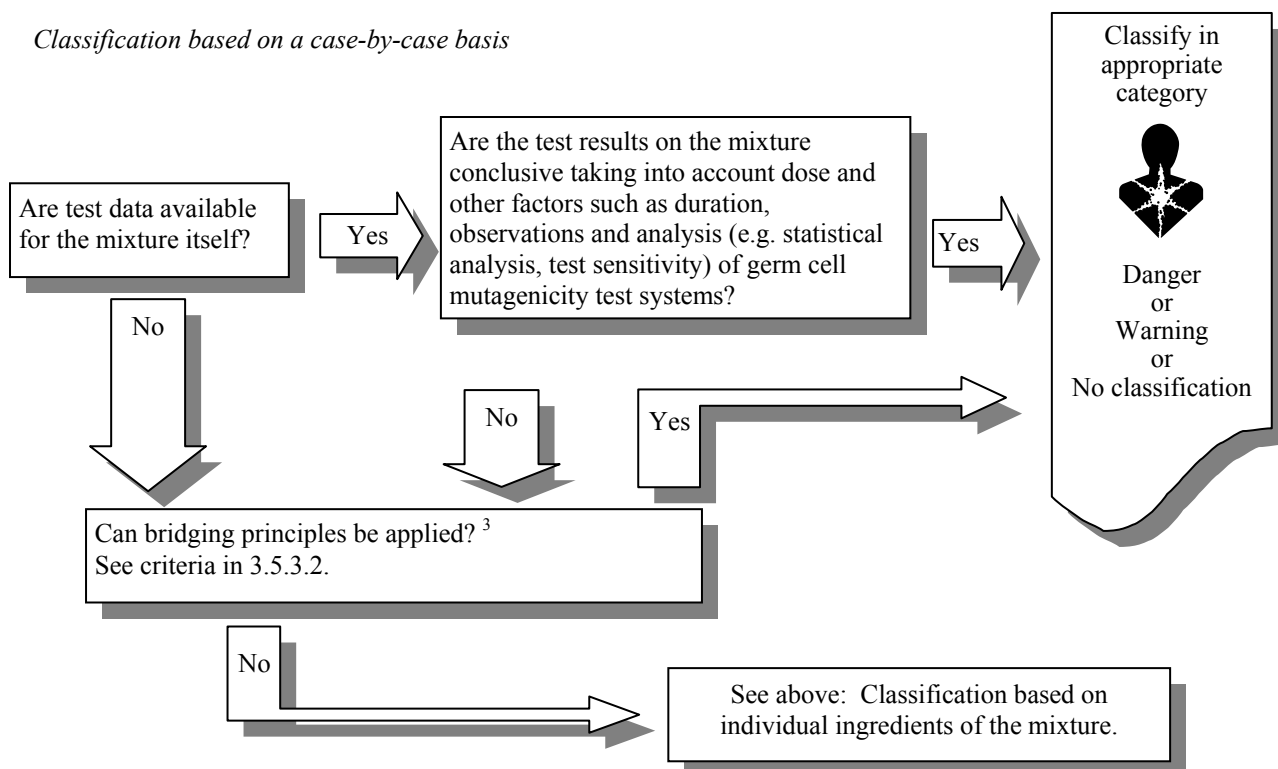 Classification based on a case-by-case basis
Classify in
appropriate
category
Danger
or
Warning
or
No classification
Are test data available
for the mixture itself?
Yes
Are the test results on the mixture
conclusive taking into account dose and
other factors such as duration,
observations and analysis (e.g. statistical
analysis, test sensitivity) of germ cell
mutagenicity test systems?
Yes
No
No
Yes
Can bridging principles be applied? 3
See criteria in 3.5.3.2.
No
See above:  Classification based on
individual ingredients of the mixture.